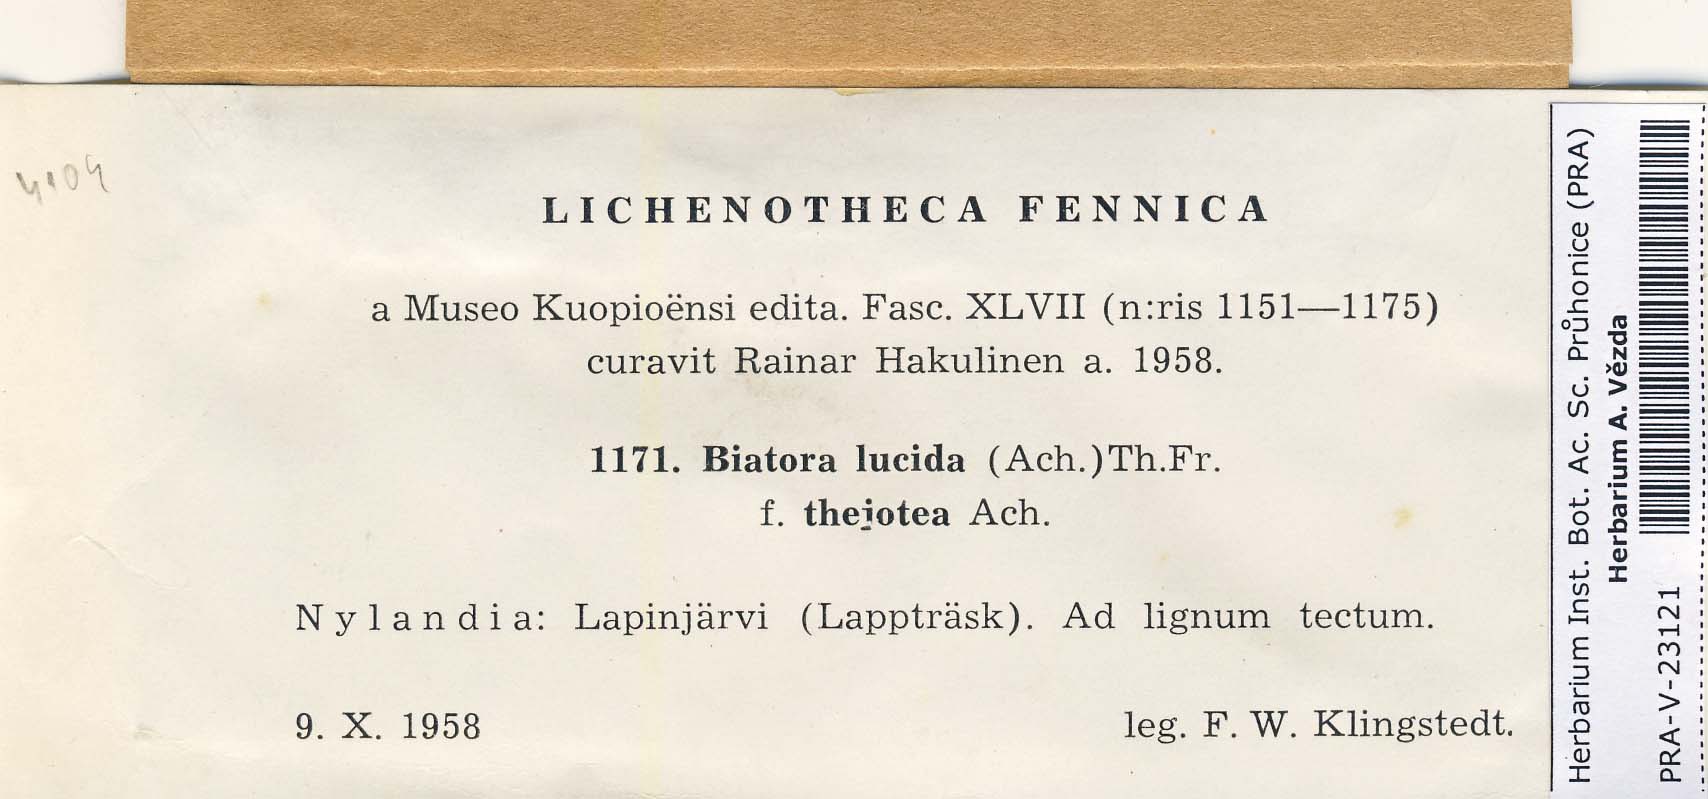 4104
LICHENOTHECA FENNICA
a Museo Kuopioënsi edita. Fasc. XLVII (n:ris 1151—1175)
curavit Rainar Hakulinen a. 1958.
1171. Biatora lucida (Ach.)Th.Fr.
f. thejotea Ach.
Nylandia: Lapinjärvi (Lappträsk). Ad lignum tectum.
9. X. 1958 leg. F. W. Klingstedt.
Herbarium Inst. Bot. Ac. Sc. Průhonice (PRA)
Herbarium A. Vězda
PRA-V-23121